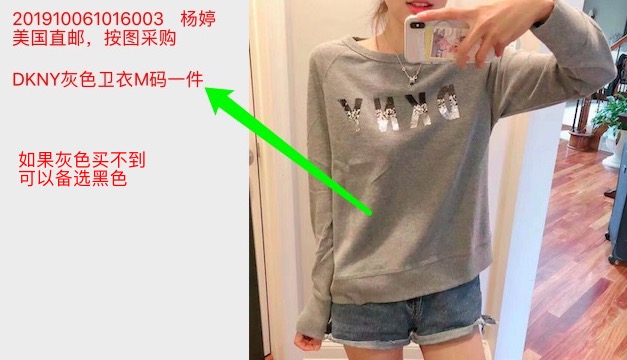 201910061016003 杨婷
美国直邮，按图采购
DKNY灰色卫衣M码一件
如果灰色买不到
可以备选黑色
DKNY